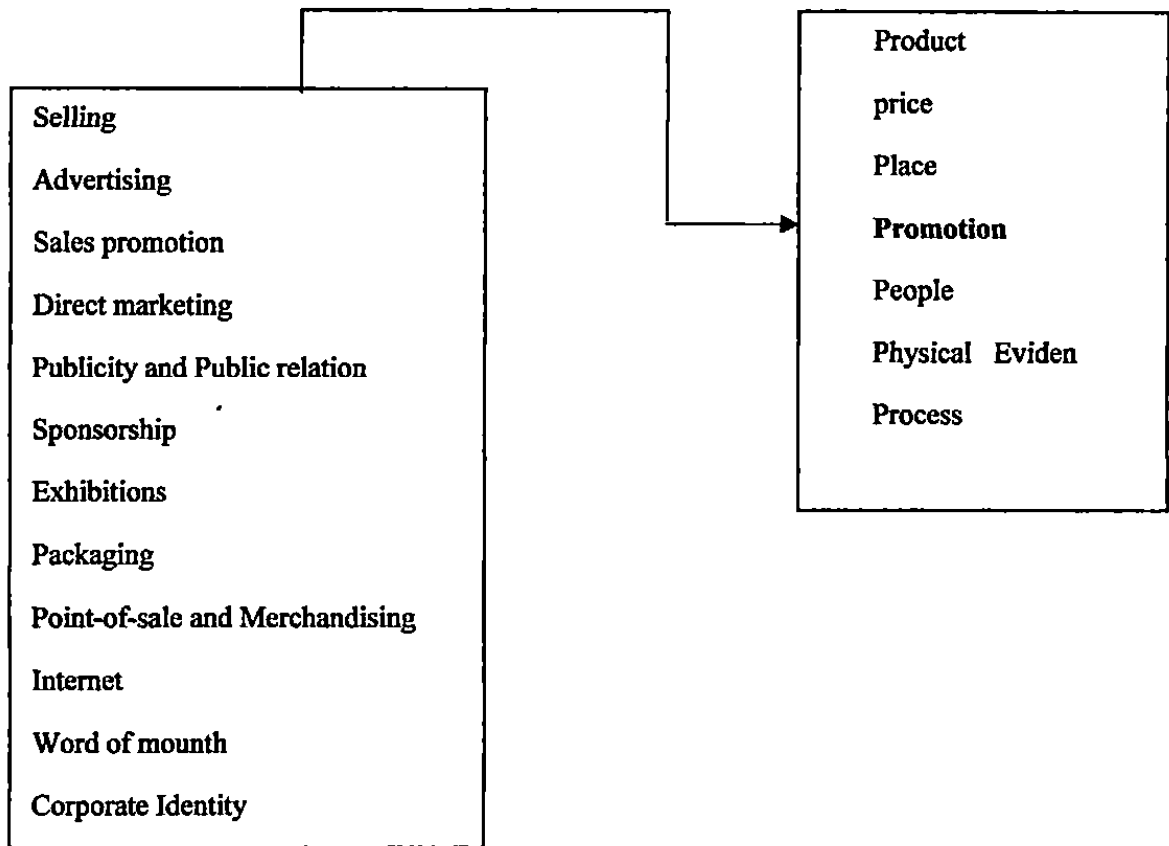 Selling
Advertising
Sales promotion
Direct marketing
Publicity and Public relation
Sponsorship
Exhibitions
Packaging
Point-of-sale and Merchandising
Internet
Word of mounth
Corporate Identity
Product
price
Place
Promotion
People
Physical Eviden
Process